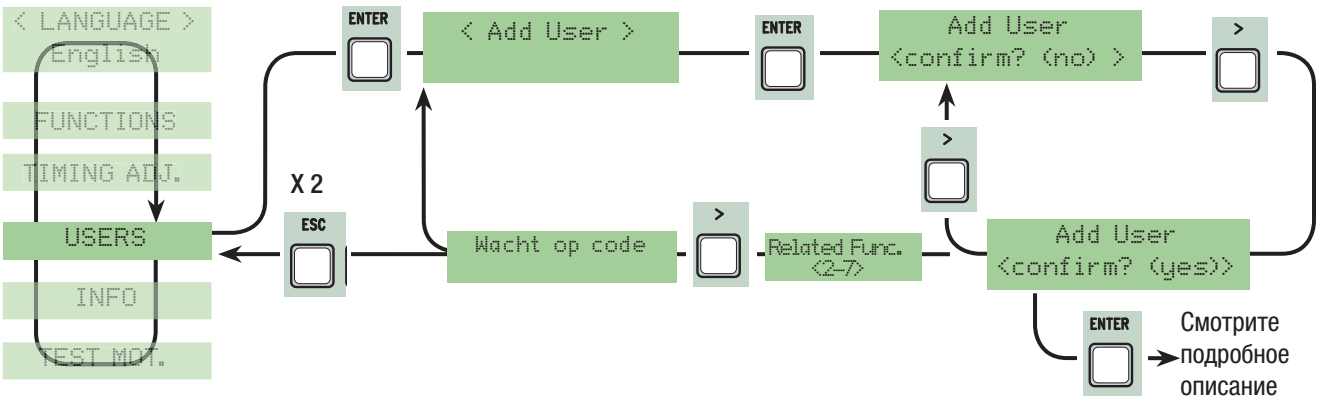 < LANGUAGE >
English
FUNCTIONS
TIMING ADJ.
USERS
INFO
TEST MOT.
ENTER
< Add User >
ENTER
Add User
<confirm? (no) >
>
>
X 2
ESC
Wacht op code
>
Related Func.
<2-7>
Add User
<confirm? (yes)>
ENTER
Смотрите
подробное
описание